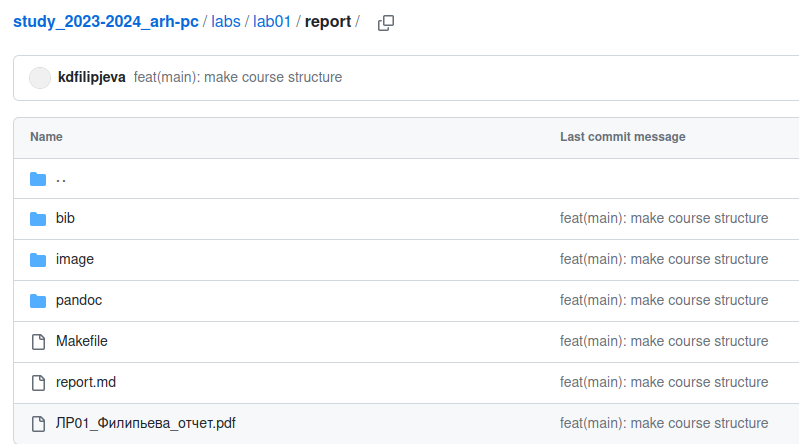 study_2023-2024_arh-pc / labs / lab01 / report /
kdfilipjeva feat(main): make course structure
Name Last commit message
..
bib feat(main): make course structure
image feat(main): make course structure
pandoc feat(main): make course structure
Makefile feat(main): make course structure
report.md feat(main): make course structure
ЛР01_Филипьева_отчет.pdf feat(main): make course structure